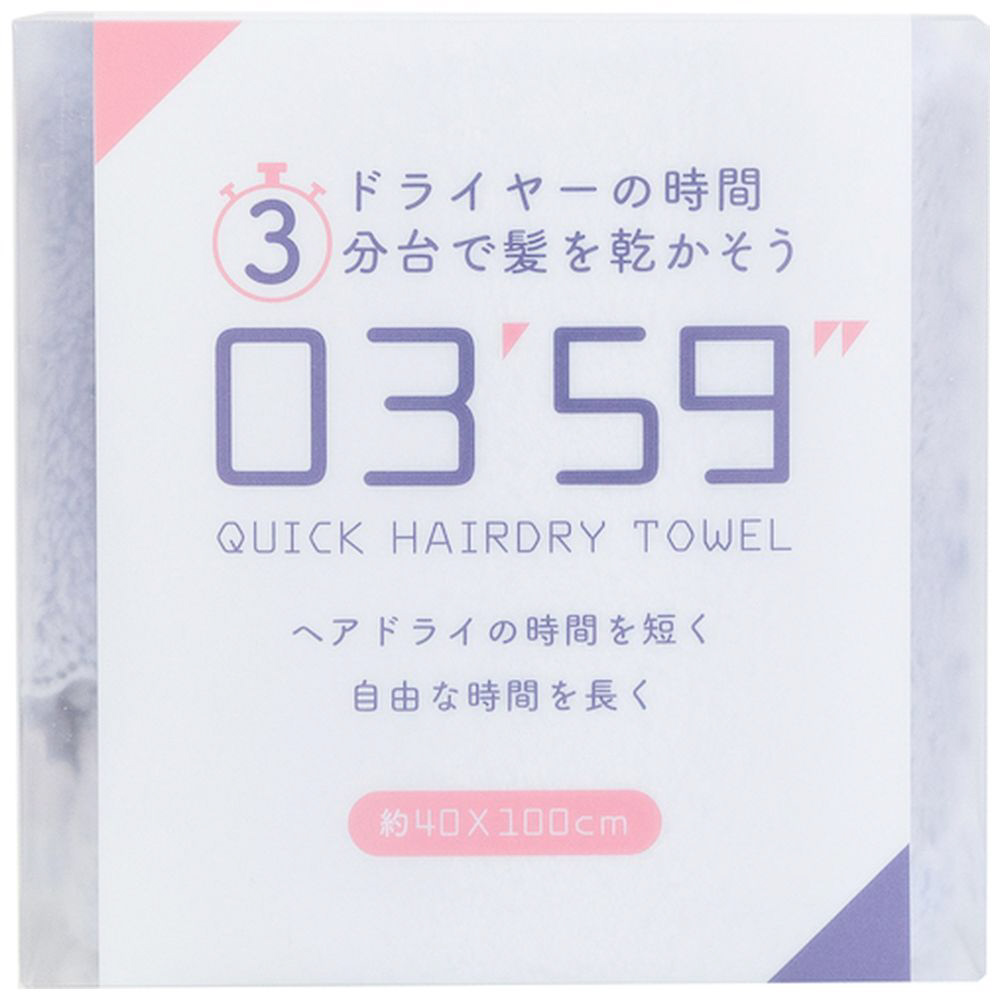 ドライヤーの時間
3分台で髪を乾かそう
03'59"
QUICK HAIRDRY TOWEL
ヘアドライの時間を短く
自由な時間を長く
約40X100cm